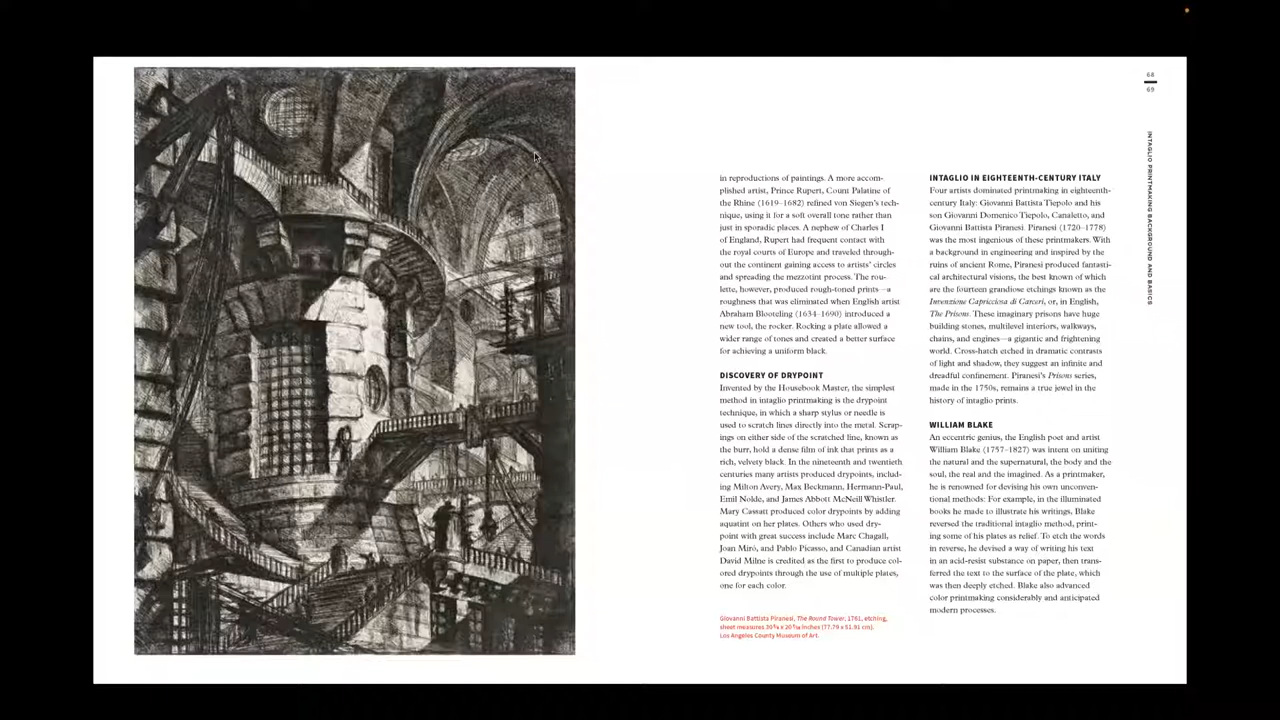 in reproductions of paintings. A more accom-
plished artist, Prince Rupert, Count Palatine of
the Rhine (1619–1682) refined von Siegen's tech-
nique, using it for a soft overall tone rather than
just in sporadic places. A nephew of Charles I
of England, Rupert had frequent contact with
the royal courts of Europe and traveled through-
out the continent gaining access to artists' circles
and spreading the mezzotint process. The rou-
lette, however, produced rough-toned prints—a
roughness that was eliminated when English artist
Abraham Blooteling (1634–1690) introduced a
new tool, the rocker. Rocking a plate allowed a
wider range of tones and created a better surface
for achieving a uniform black.
DISCOVERY OF DRYPOINT
Invented by the Housebook Master, the simplest
method in intaglio printmaking is the drypoint
technique, in which a sharp stylus or needle is
used to scratch lines directly into the metal. Scrap-
ings on either side of the scratched line, known as
the burr, hold a dense film of ink that prints as a
rich, velvety black. In the nineteenth and twentieth
centuries many artists produced drypoints, includ-
ing Milton Avery, Max Beckmann, Hermann-Paul,
Emil Nolde, and James Abbott McNeill Whistler.
Mary Cassatt produced color drypoints by adding
aquatint on her plates. Others who used dry-
point with great success include Marc Chagall,
Joan Miró, and Pablo Picasso, and Canadian artist
David Milne is credited as the first to produce col-
ored drypoints through the use of multiple plates,
one for each color.
Giovanni Battista Piranesi, The Round Tower, 1761, etching,
sheet measures 30⅝ x 20⁷⁄₁₆ inches (77.79 x 51.91 cm).
Los Angeles County Museum of Art.
INTAGLIO IN EIGHTEENTH-CENTURY ITALY
Four artists dominated printmaking in eighteenth-
century Italy: Giovanni Battista Tiepolo and his
son Giovanni Domenico Tiepolo, Canaletto, and
Giovanni Battista Piranesi. Piranesi (1720–1778)
was the most ingenious of these printmakers. With
a background in engineering and inspired by the
ruins of ancient Rome, Piranesi produced fantasti-
cal architectural visions, the best known of which
are the fourteen grandiose etchings known as the
Invenzione Capricciosa di Carceri, or, in English,
The Prisons. These imaginary prisons have huge
building stones, multilevel interiors, walkways,
chains, and engines—a gigantic and frightening
world. Cross-hatch etched in dramatic contrasts
of light and shadow, they suggest an infinite and
dreadful confinement. Piranesi's Prisons series,
made in the 1750s, remains a true jewel in the
history of intaglio prints.
WILLIAM BLAKE
An eccentric genius, the English poet and artist
William Blake (1757–1827) was intent on uniting
the natural and the supernatural, the body and the
soul, the real and the imagined. As a printmaker,
he is renowned for devising his own unconven-
tional methods: For example, in the illuminated
books he made to illustrate his writings, Blake
reversed the traditional intaglio method, print-
ing some of his plates as relief. To etch the words
in reverse, he devised a way of writing his text
in an acid-resist substance on paper, then trans-
ferred the text to the surface of the plate, which
was then deeply etched. Blake also advanced
color printmaking considerably and anticipated
modern processes.
68
69
INTAGLIO PRINTMAKING BACKGROUND AND BASICS